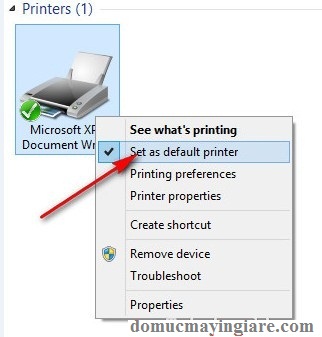 Printers (1)
Microsoft XP
Document Wr
See what's printing
Set as default printer
Printing preferences
Printer properties
Create shortcut
Remove device
Troubleshoot
Properties
domucmayingiare.com